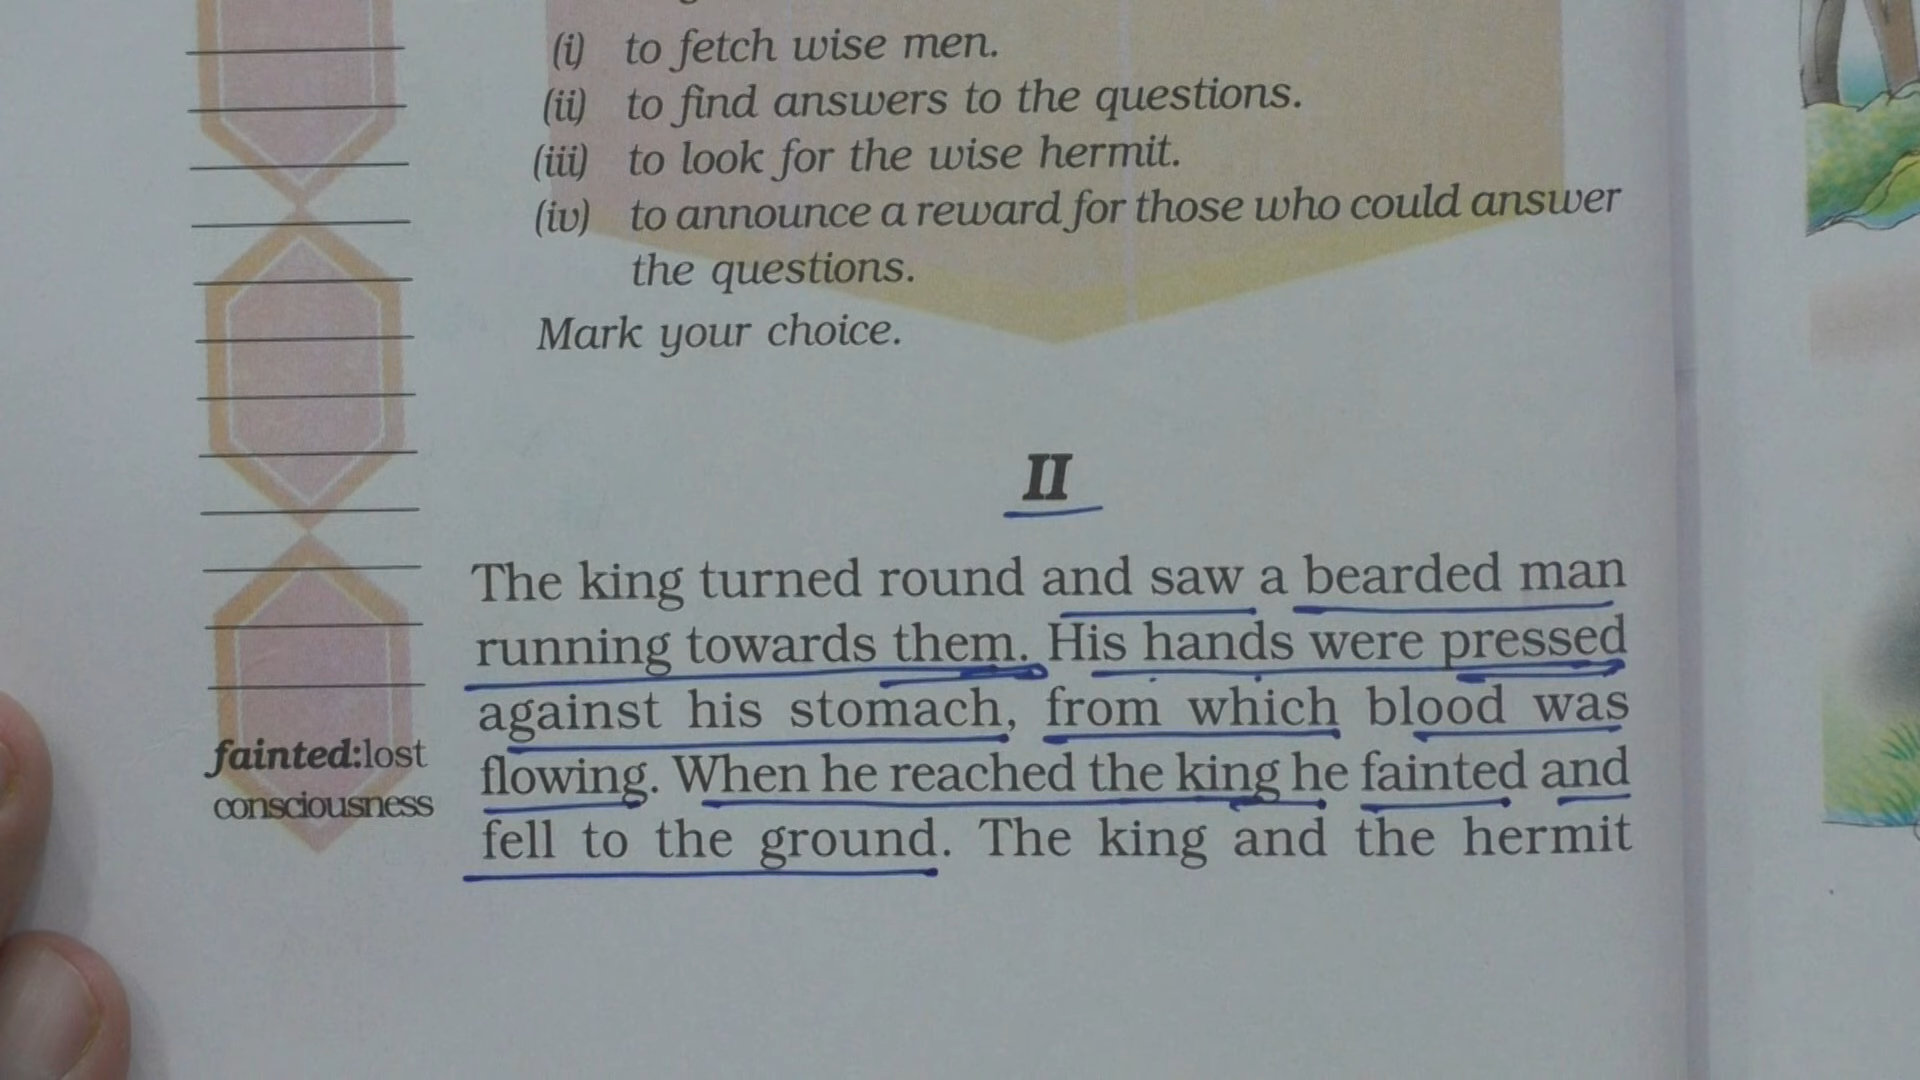 (i) to fetch wise men.
(ii) to find answers to the questions.
(iii) to look for the wise hermit.
(iv) to announce a reward for those who could answer
the questions.
Mark your choice.
II
The king turned round and saw a bearded man
running towards them. His hands were pressed
against his stomach, from which blood was
flowing. When he reached the king he fainted and
fell to the ground. The king and the hermit
fainted:lost
consciousness